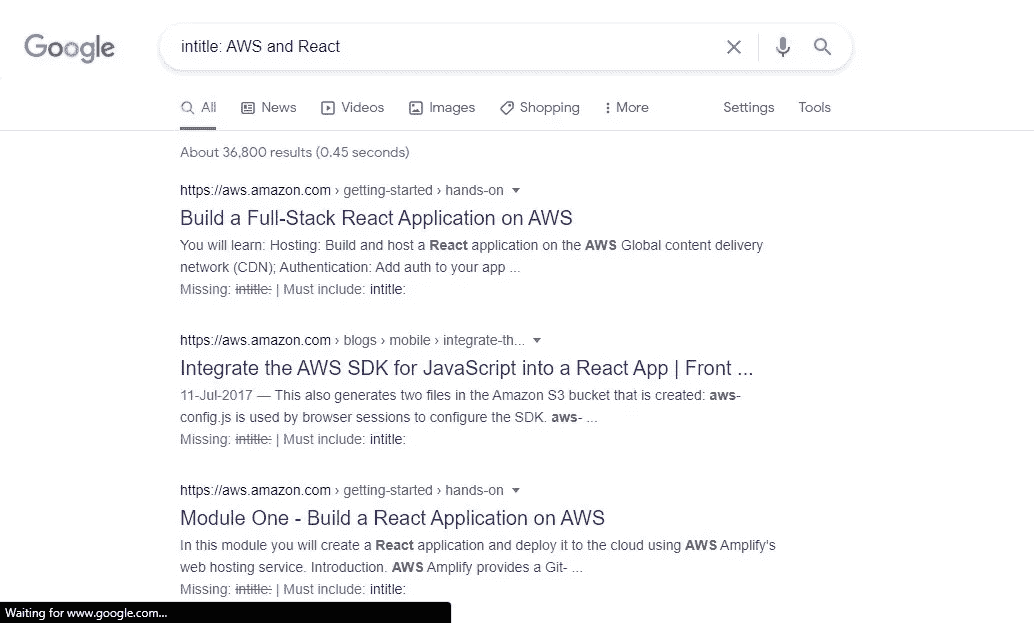 Google
intitle: AWS and React
All News Videos Images Shopping More Settings Tools
About 36,800 results (0.45 seconds)
https://aws.amazon.com › getting-started › hands-on
Build a Full-Stack React Application on AWS
You will learn: Hosting: Build and host a React application on the AWS Global content delivery
network (CDN); Authentication: Add auth to your app ...
Missing: intitle: | Must include: intitle:
https://aws.amazon.com › blogs › mobile › integrate-th...
Integrate the AWS SDK for JavaScript into a React App | Front ...
11-Jul-2017 — This also generates two files in the Amazon S3 bucket that is created: aws-
config.js is used by browser sessions to configure the SDK. aws- ...
Missing: intitle: | Must include: intitle:
https://aws.amazon.com › getting-started › hands-on
Module One - Build a React Application on AWS
In this module you will create a React application and deploy it to the cloud using AWS Amplify's
web hosting service. Introduction. AWS Amplify provides a Git- ...
Missing: intitle: | Must include: intitle:
Waiting for www.google.com...